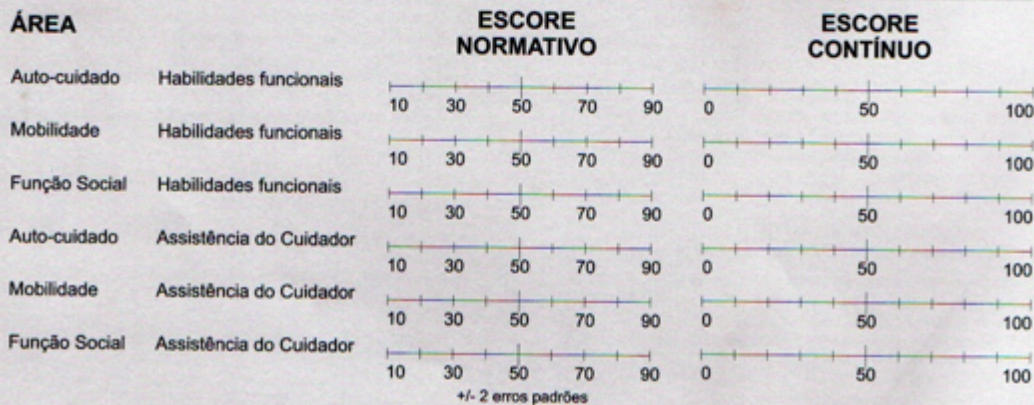 ÁREA ESCORE NORMATIVO ESCORE CONTÍNUO
Auto-cuidado Habilidades funcionais
10 30 50 70 90 0 50 100
Mobilidade Habilidades funcionais
10 30 50 70 90 0 50 100
Função Social Habilidades funcionais
10 30 50 70 90 0 50 100
Auto-cuidado Assistência do Cuidador
10 30 50 70 90 0 50 100
Mobilidade Assistência do Cuidador
10 30 50 70 90 0 50 100
Função Social Assistência do Cuidador
10 30 50 70 90 0 50 100
+/- 2 erros padrões